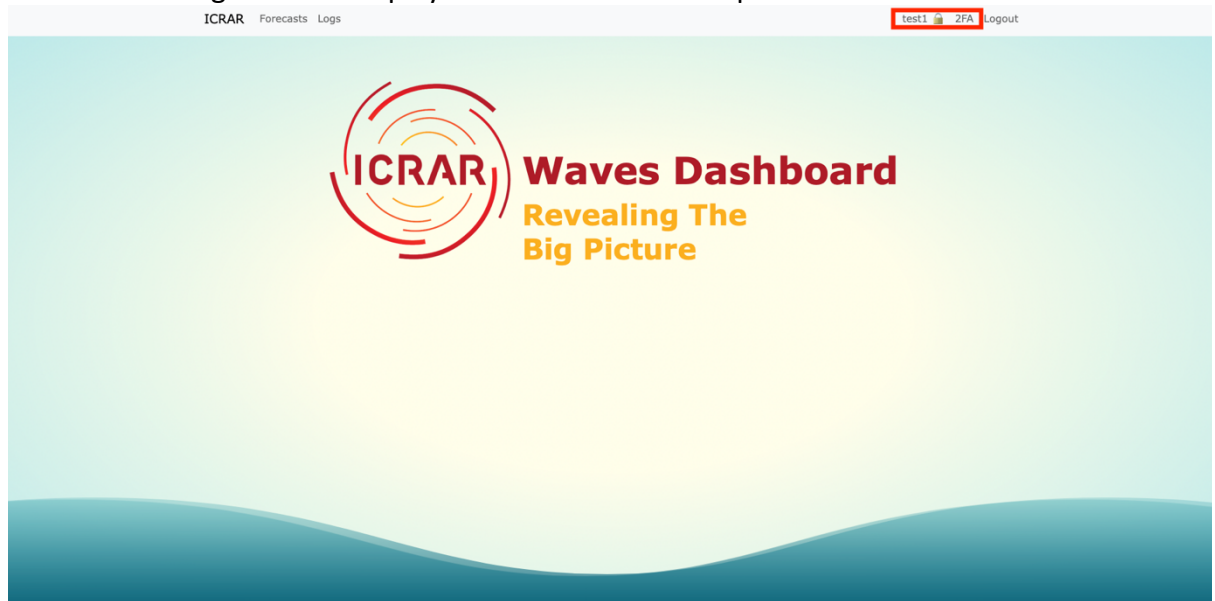 ICRAR Forecasts Logs test1 2FA Logout
ICRAR
Waves Dashboard
Revealing The
Big Picture